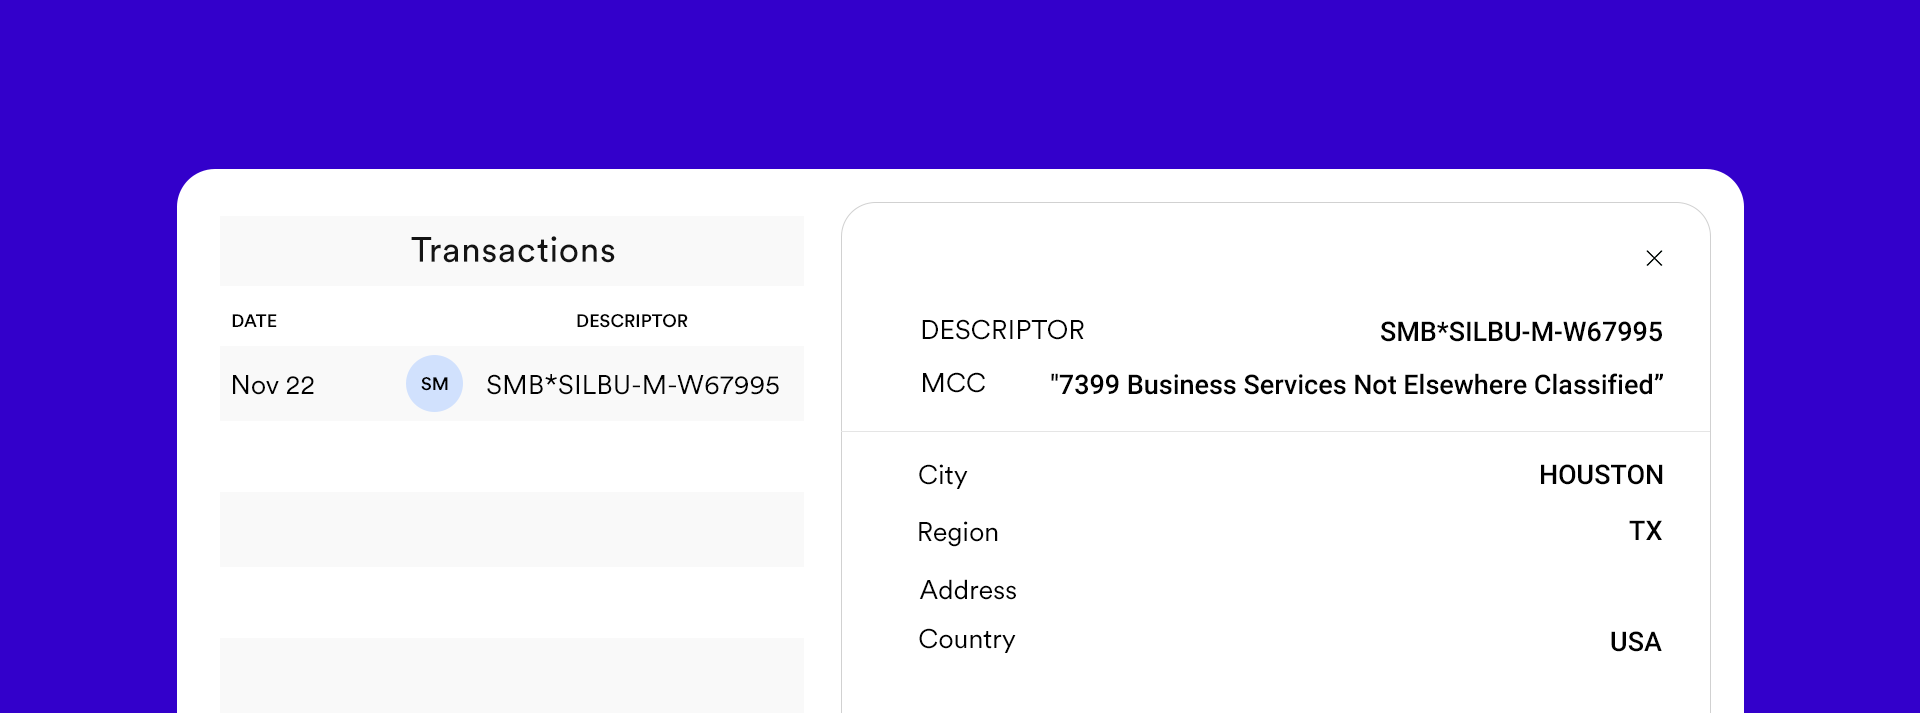 Transactions
DATE DESCRIPTOR
Nov 22 SM SMB*SILBU-M-W67995
DESCRIPTOR SMB*SILBU-M-W67995
MCC "7399 Business Services Not Elsewhere Classified”
City HOUSTON
Region TX
Address
Country USA